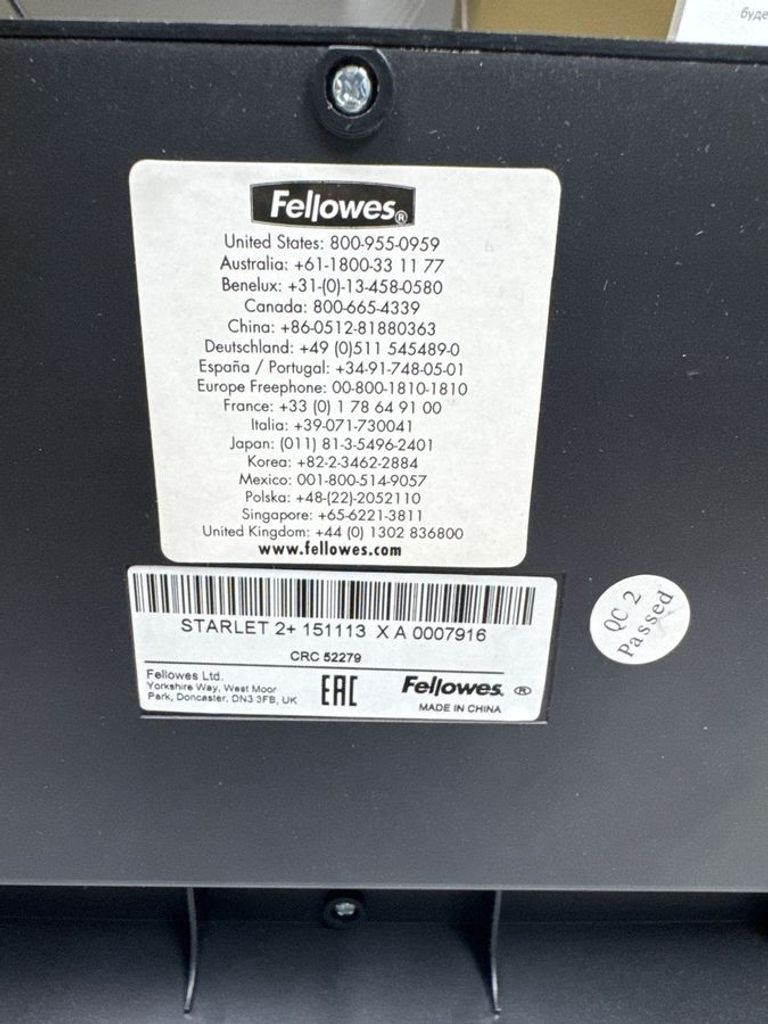 буде
Fellowes®
United States: 800-955-0959
Australia: +61-1800-33 11 77
Benelux: +31-(0)-13-458-0580
Canada: 800-665-4339
China: +86-0512-81880363
Deutschland: +49 (0)511 545489-0
España / Portugal: +34-91-748-05-01
Europe Freephone: 00-800-1810-1810
France: +33 (0) 1 78 64 91 00
Italia: +39-071-730041
Japan: (011) 81-3-5496-2401
Korea: +82-2-3462-2884
Mexico: 001-800-514-9057
Polska: +48-(22)-2052110
Singapore: +65-6221-3811
United Kingdom: +44 (0) 1302 836800
www.fellowes.com
STARLET 2+ 151113 X A 0007916
CRC 52279
Fellowes Ltd.
Yorkshire Way, West Moor
Park, Doncaster, DN3 3FB, UK
EAC
Fellowes®
MADE IN CHINA
QC 2
Passed